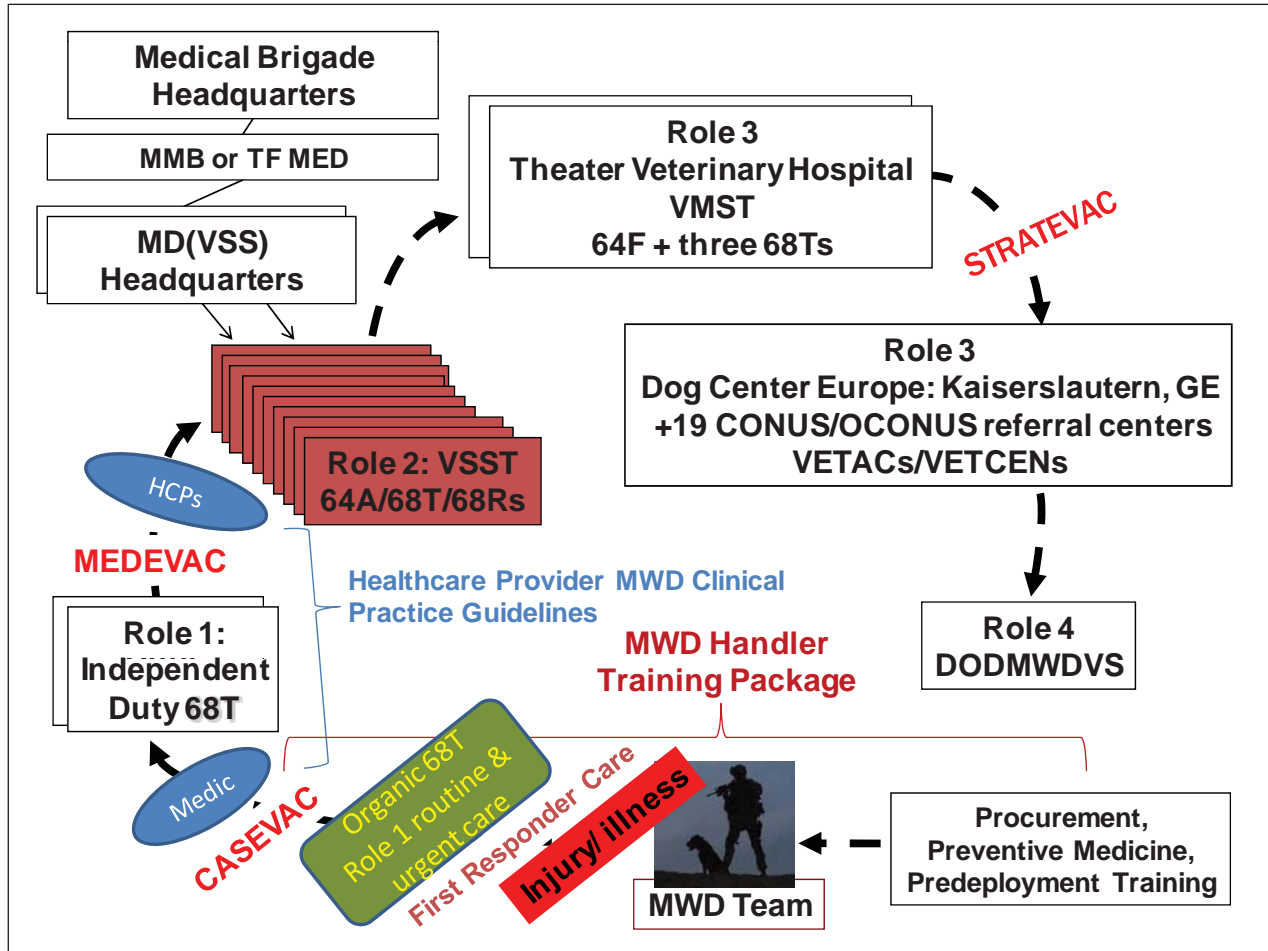 Medical Brigade
Headquarters
MMB or TF MED
MD(VSS)
Headquarters
Role 3
Theater Veterinary Hospital
VMST
64F + three 68Ts
STRATEVAC
Role 3
Dog Center Europe: Kaiserslautern, GE
+19 CONUS/OCONUS referral centers
VETACs/VETCENs
Role 2: VSST
64A/68T/68Rs
HCPs
MEDEVAC
Healthcare Provider MWD Clinical
Practice Guidelines
Role 1:
Independent
Duty 68T
MWD Handler
Training Package
Role 4
DODMWDVS
Medic
CASEVAC
Organic 68T
Role 1 routine &
urgent care
First Responder Care
Injury/ illness
MWD Team
Procurement,
Preventive Medicine,
Predeployment Training